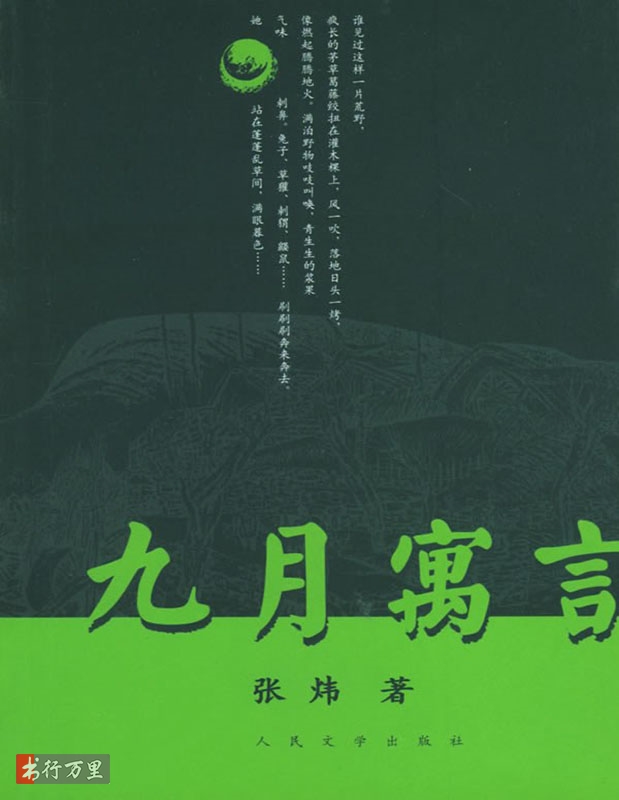 谁见过这样一片荒野,
疯长的茅草葛藤绞扭在灌木棵上,风一吹,落地日头一烤,
像燃起腾腾地火。满泊野物吱吱叫唤,青生生的浆果
气味 刺鼻。兔子、草獾、刺猬、鼹鼠……刷刷刷奔来奔去。
她 站在蓬蓬乱草间,满眼暮色……
九月寓言
张炜 著
人民文学出版社
书行万里